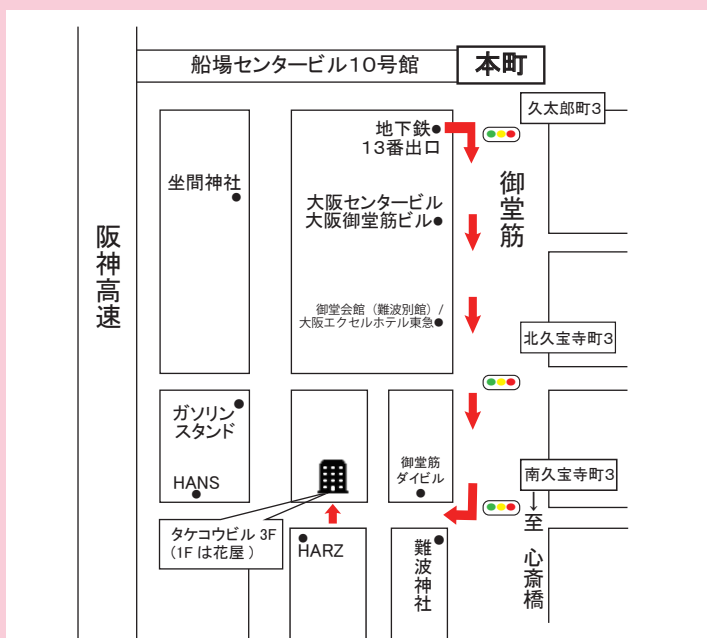 船場センタービル10号館
本町
久太郎町3
地下鉄
13番出口
坐間神社
御堂筋
大阪センタービル
大阪御堂筋ビル
阪神高速
御堂会館（難波別館）/
大阪エクセルホテル東急
北久宝寺町3
ガソリン
スタンド
御堂筋
ダイビル
南久宝寺町3
HANS
↓至 心斎橋
タケコウビル 3F
(1F は花屋 )
HARZ
難波神社